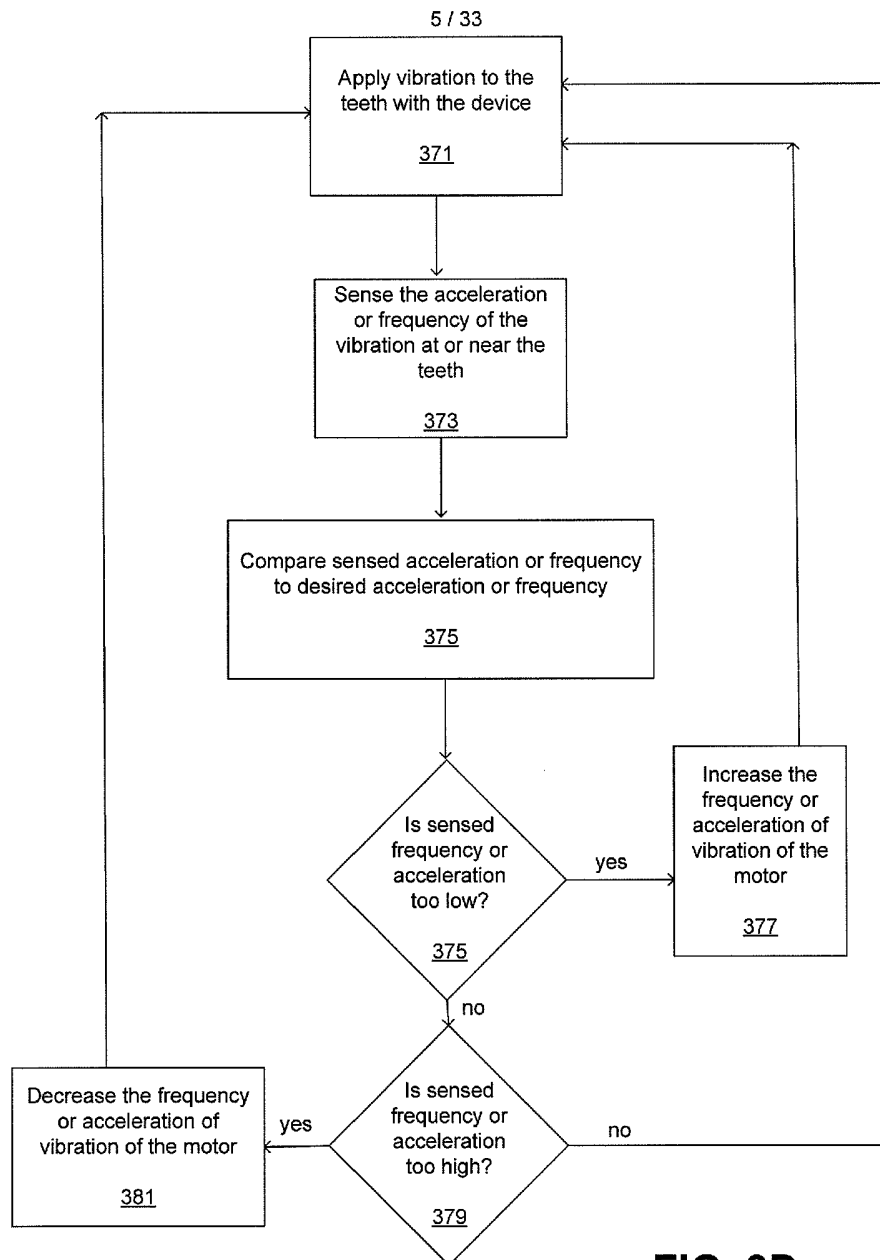 5 / 33
Apply vibration to the
teeth with the device
371
Sense the acceleration
or frequency of the
vibration at or near the
teeth
373
Compare sensed acceleration or frequency
to desired acceleration or frequency
375
Is sensed
frequency or
acceleration
too low?
375
yes
Increase the
frequency or
acceleration of
vibration of the
motor
377
no
Is sensed
frequency or
acceleration
too high?
379
yes
no
Decrease the frequency
or acceleration of
vibration of the motor
381